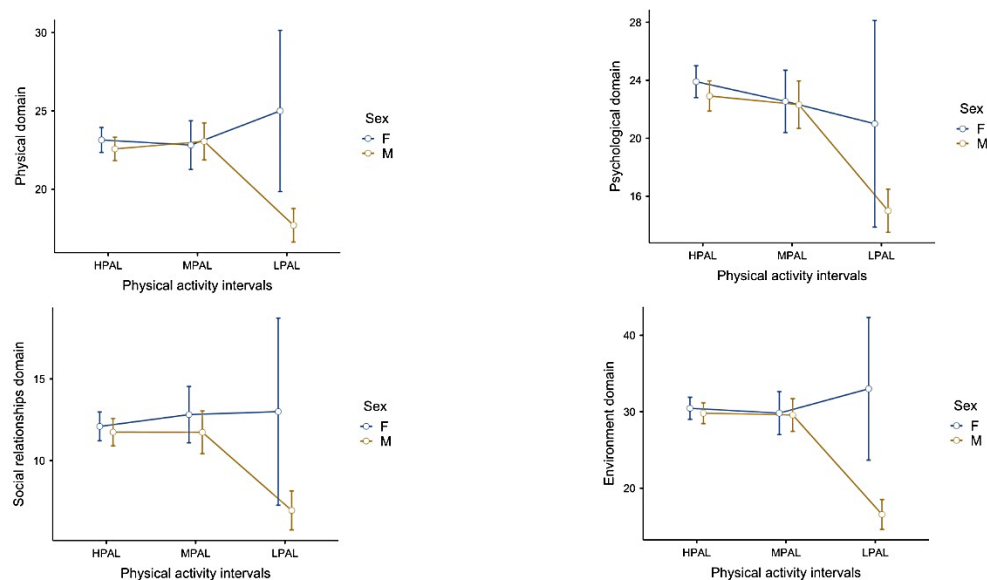 30
25
20
Physical domain
HPAL MPAL LPAL
Physical activity intervals
Sex
F
M
28
24
20
16
Psychological domain
HPAL MPAL LPAL
Physical activity intervals
Sex
F
M
15
10
Social relationships domain
HPAL MPAL LPAL
Physical activity intervals
Sex
F
M
40
30
20
Environment domain
HPAL MPAL LPAL
Physical activity intervals
Sex
F
M